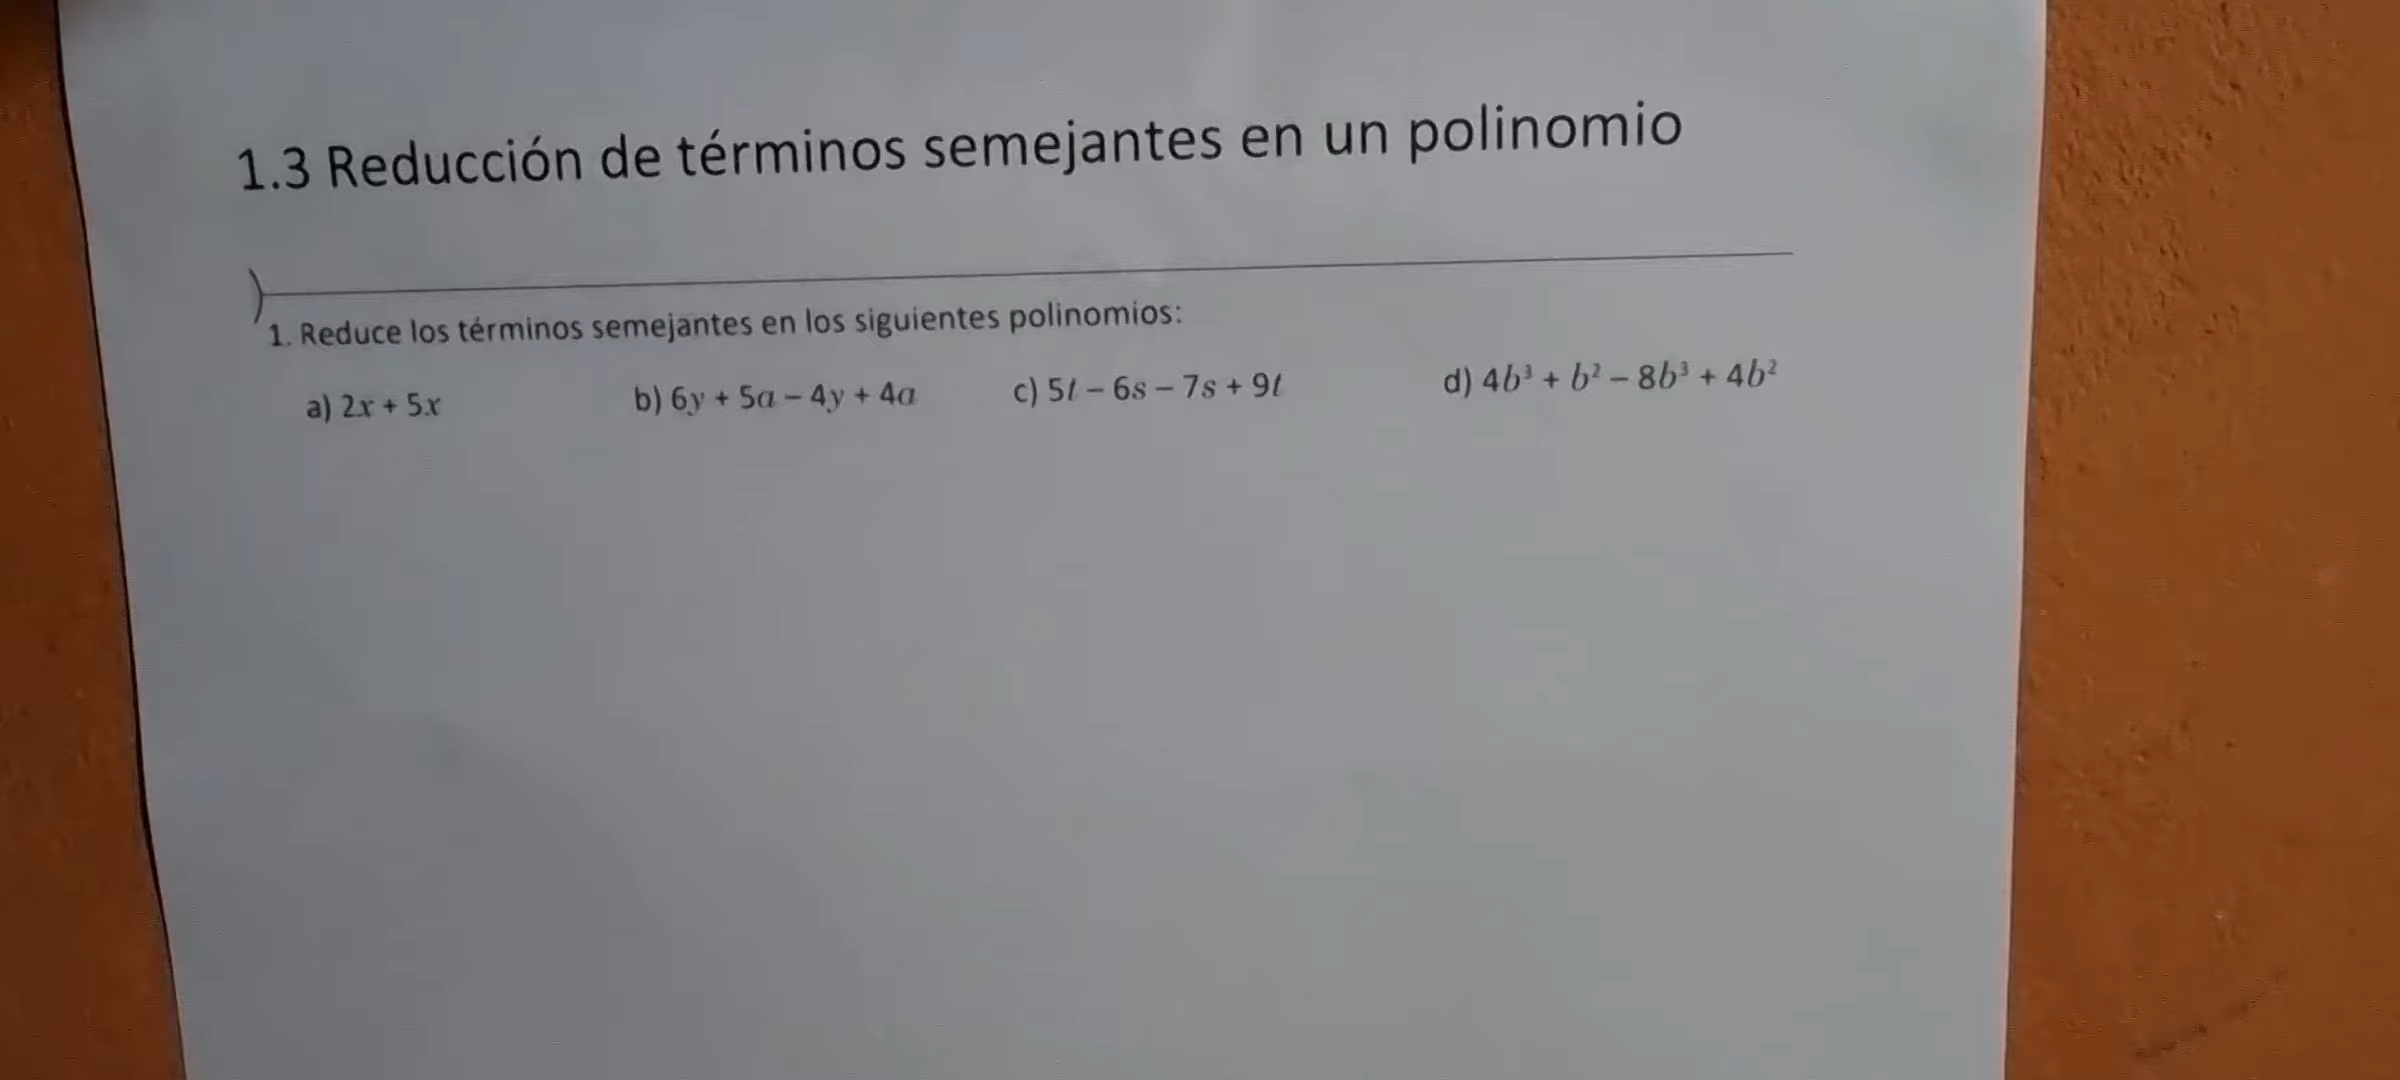 1.3 Reducción de términos semejantes en un polinomio
1. Reduce los términos semejantes en los siguientes polinomios:
a) 2x + 5x b) 6y + 5a – 4y + 4a c) 5t – 6s – 7s + 9t d) 4b³ + b² – 8b³ + 4b²